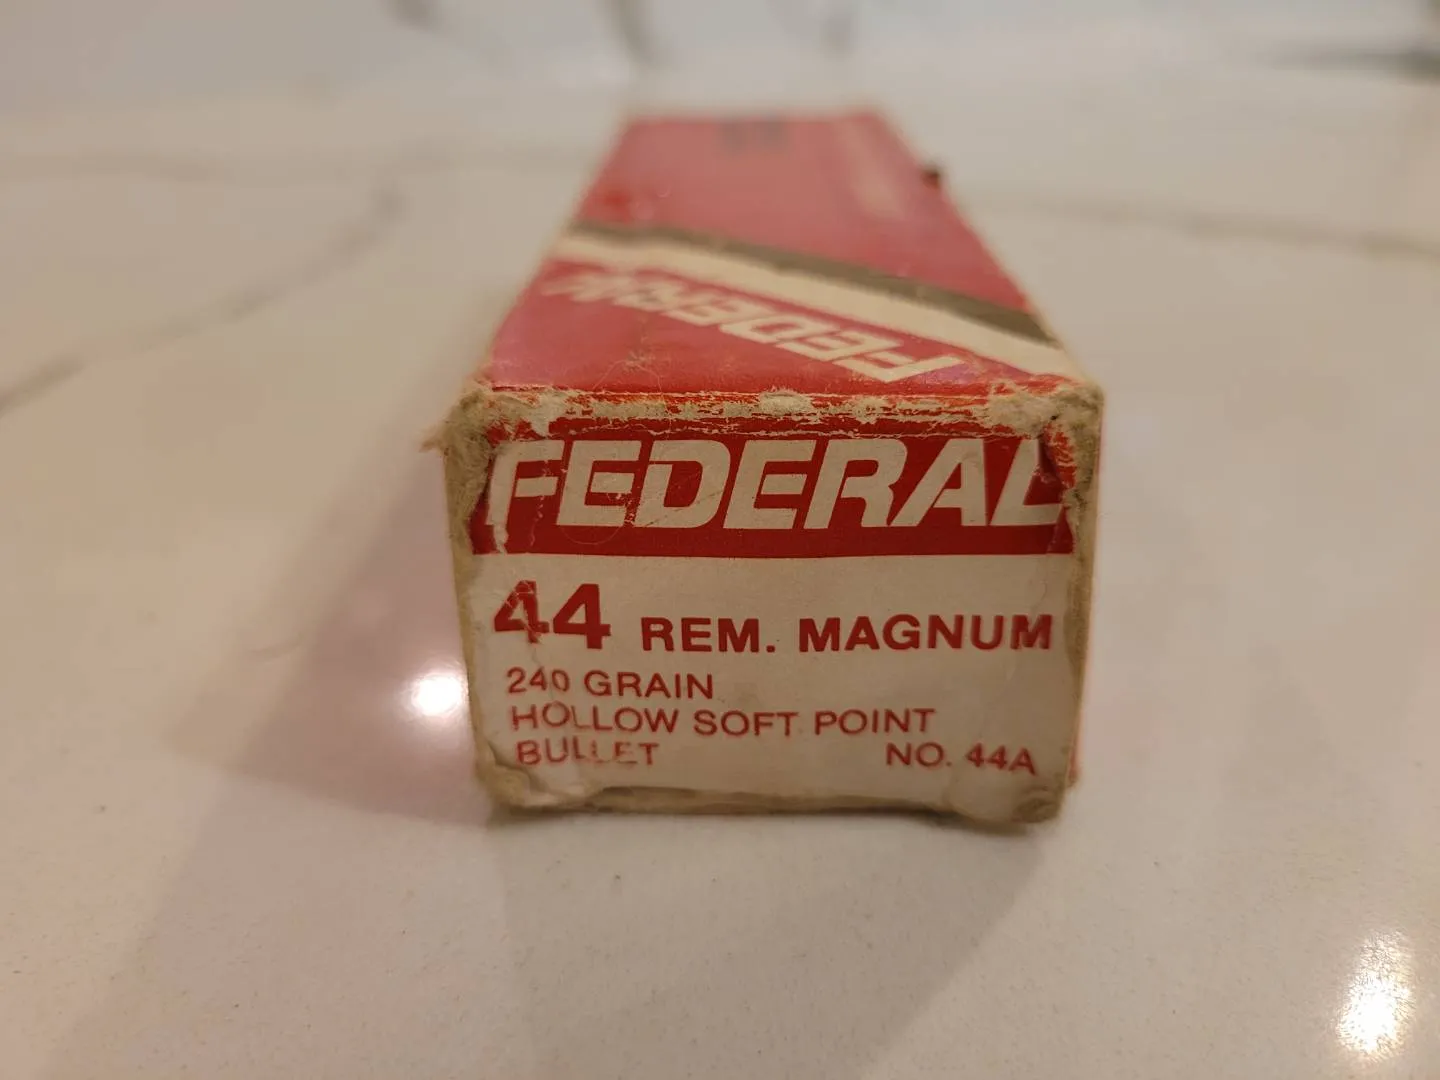 FEDERAL
FEDERAL
44 REM. MAGNUM
240 GRAIN
HOLLOW SOFT POINT
BULLET NO. 44A